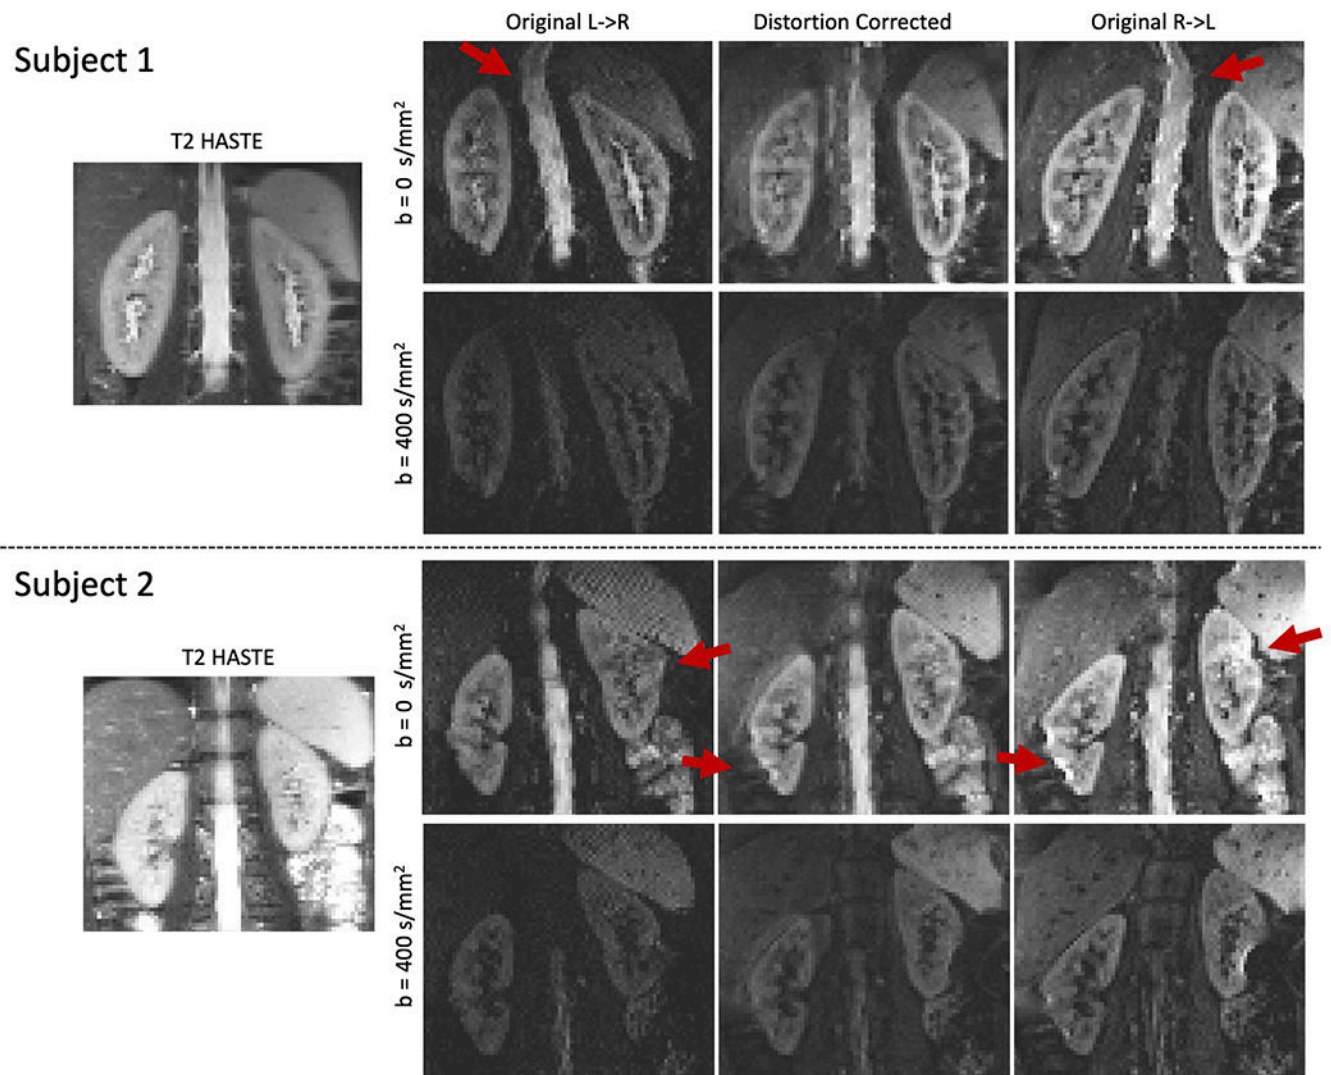 Original L->R
Distortion Corrected
Original R->L
Subject 1
T2 HASTE
b = 0 s/mm²
b = 400 s/mm²
Subject 2
T2 HASTE
b = 0 s/mm²
b = 400 s/mm²